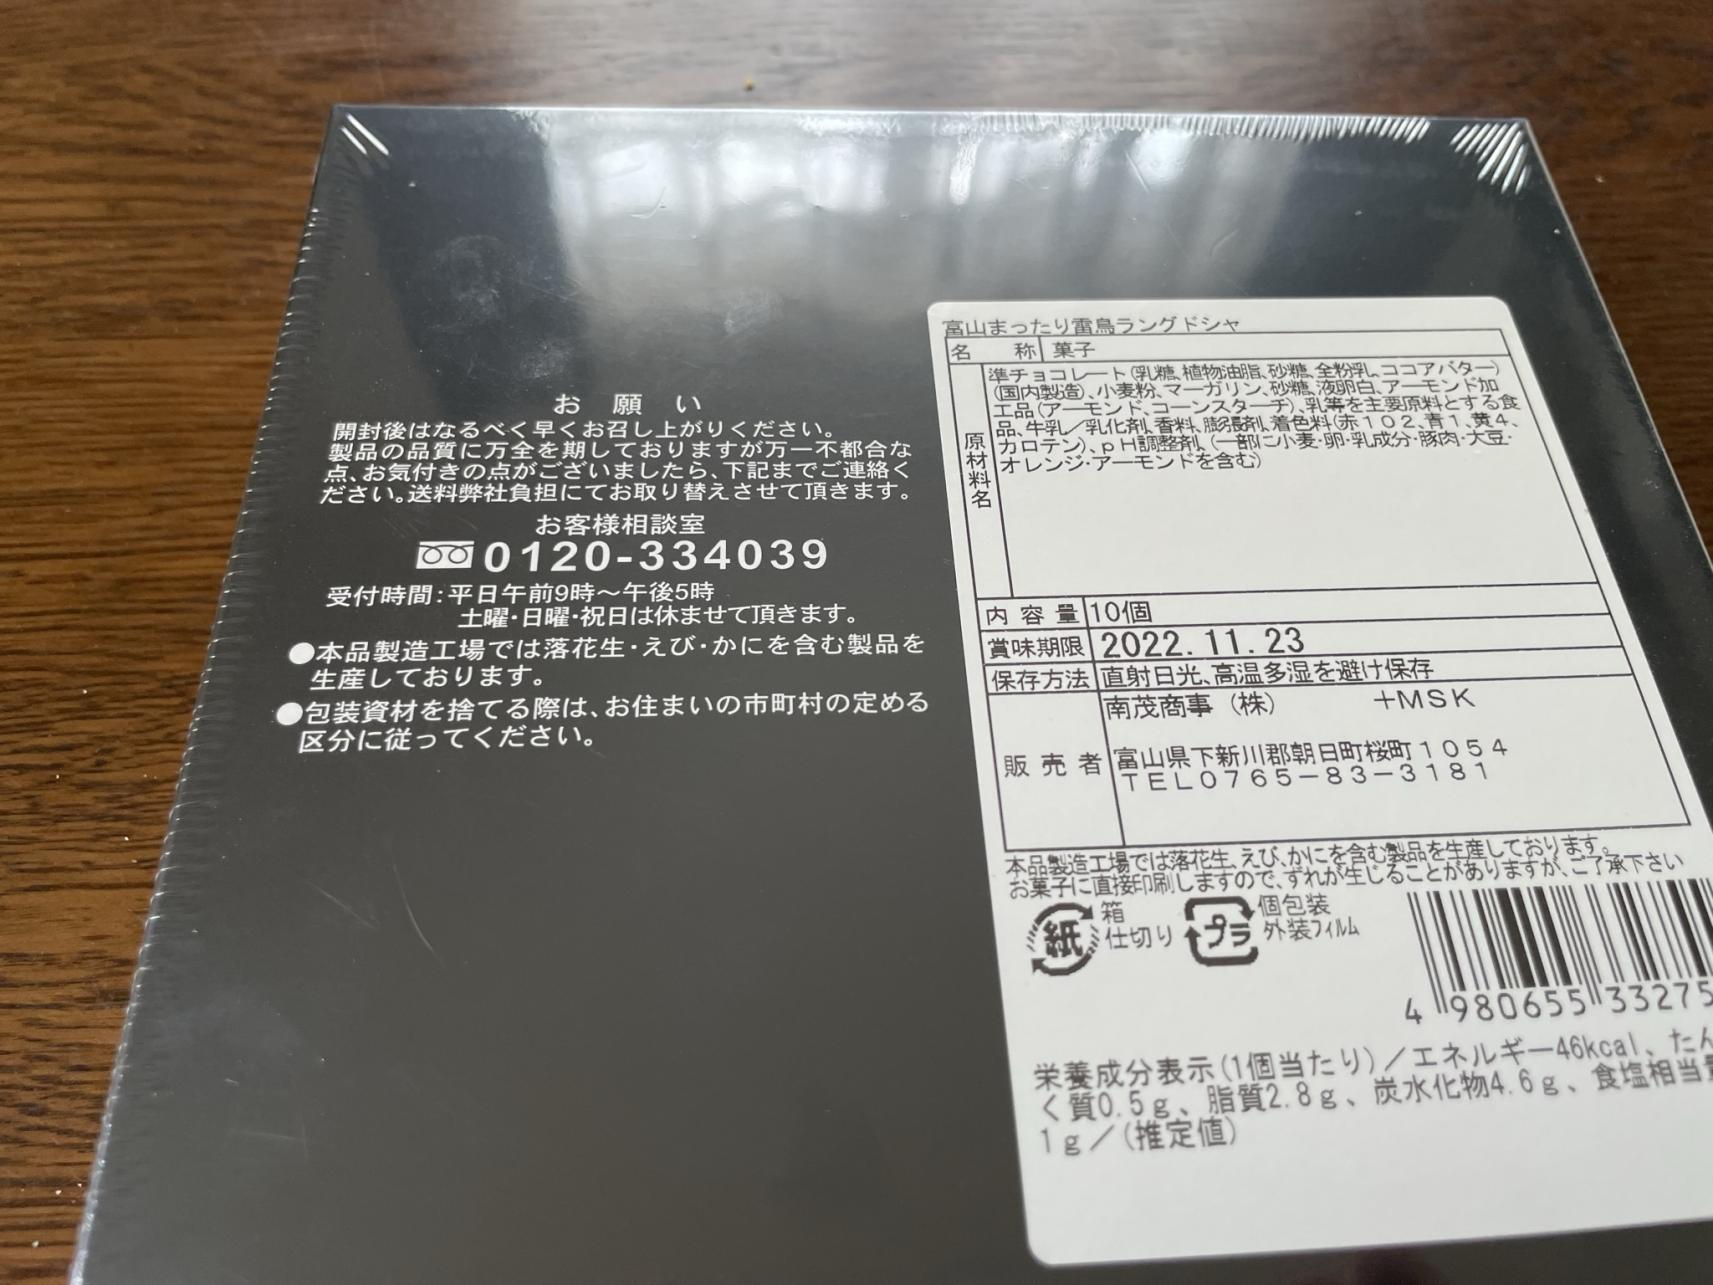 お願い
開封後はなるべく早くお召し上がりください。
製品の品質に万全を期しておりますが万一不都合な
点、お気付きの点がございましたら、下記までご連絡く
ださい。送料弊社負担にてお取り替えさせて頂きます。
お客様相談室
0120-334039
受付時間：平日午前9時～午後5時
土曜・日曜・祝日は休ませて頂きます。
●本品製造工場では落花生・えび・かにを含む製品を
生産しております。
●包装資材を捨てる際は、お住まいの市町村の定める
区分に従ってください。
富山まったり雷鳥ラングドシャ
名称 菓子
原材料名
準チョコレート(乳糖、植物油脂、砂糖、全粉乳、ココアバター)
(国内製造)、小麦粉、マーガリン、砂糖、液卵白、アーモンド加
工品(アーモンド、コーンスターチ)、乳等を主要原料とする食
品、牛乳／乳化剤、香料、膨張剤、着色料(赤102、青1、黄4、
カロテン)、pH調整剤、(一部に小麦・卵・乳成分・豚肉・大豆・
オレンジ・アーモンドを含む)
内容量 10個
賞味期限 2022.11.23
保存方法 直射日光、高温多湿を避け保存
販売者
南茂商事（株） +MSK
富山県下新川郡朝日町桜町1054
TEL0765-83-3181
本品製造工場では落花生、えび、かにを含む製品を生産しております。
お菓子に直接印刷しますので、ずれが生じることがありますが、ご了承下さい
紙 箱 仕切り
プラ 個包装 外装フィルム
4 980655 33275
栄養成分表示(1個当たり)／エネルギー46kcal、たん
く質0.5g、脂質2.8g、炭水化物4.6g、食塩相当量
1g／(推定値)